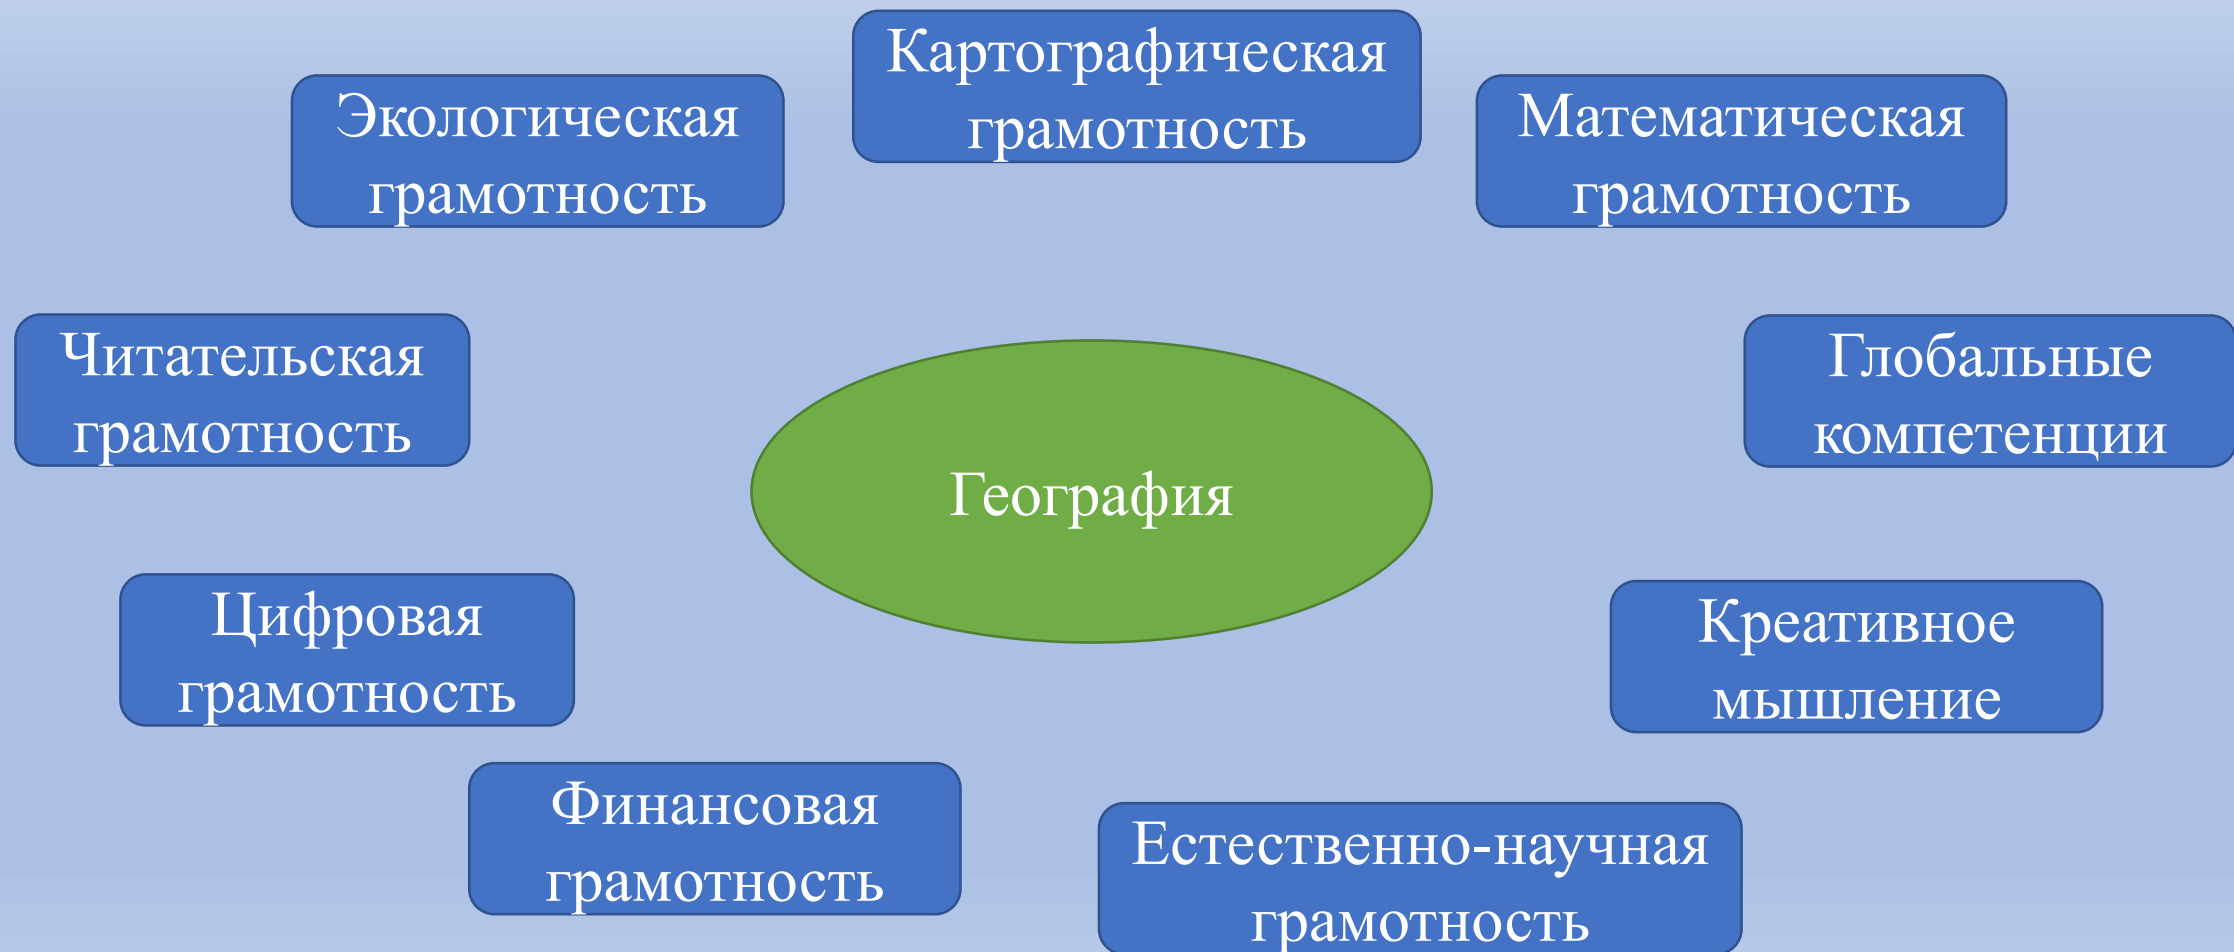 Картографическая
грамотность
Экологическая
грамотность
Математическая
грамотность
Читательская
грамотность
Глобальные
компетенции
География
Цифровая
грамотность
Креативное
мышление
Финансовая
грамотность
Естественно-научная
грамотность